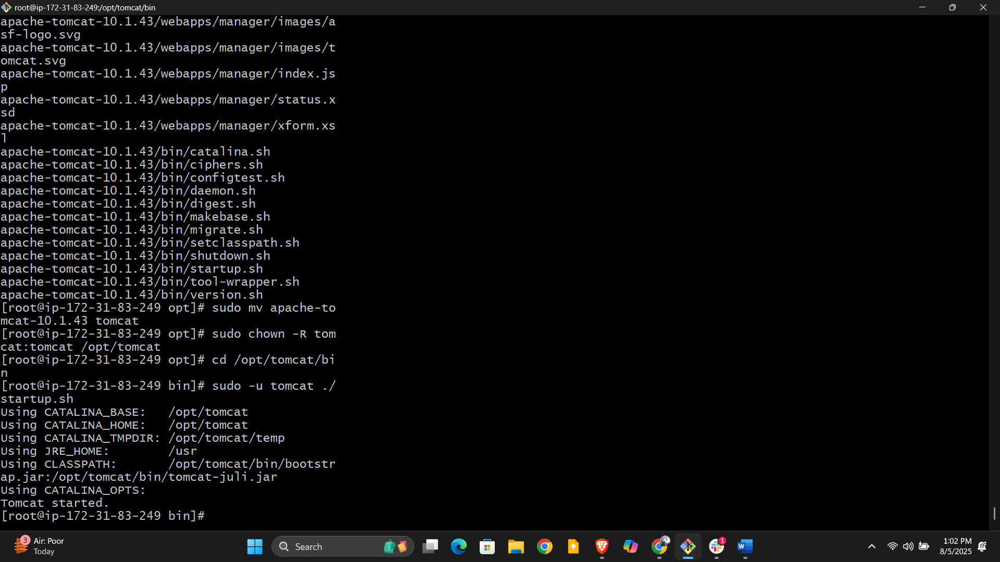 root@ip-172-31-83-249:/opt/tomcat/bin
apache-tomcat-10.1.43/webapps/manager/images/a
sf-logo.svg
apache-tomcat-10.1.43/webapps/manager/images/t
omcat.svg
apache-tomcat-10.1.43/webapps/manager/index.js
p
apache-tomcat-10.1.43/webapps/manager/status.x
sd
apache-tomcat-10.1.43/webapps/manager/xform.xs
l
apache-tomcat-10.1.43/bin/catalina.sh
apache-tomcat-10.1.43/bin/ciphers.sh
apache-tomcat-10.1.43/bin/configtest.sh
apache-tomcat-10.1.43/bin/daemon.sh
apache-tomcat-10.1.43/bin/digest.sh
apache-tomcat-10.1.43/bin/makebase.sh
apache-tomcat-10.1.43/bin/migrate.sh
apache-tomcat-10.1.43/bin/setclasspath.sh
apache-tomcat-10.1.43/bin/shutdown.sh
apache-tomcat-10.1.43/bin/startup.sh
apache-tomcat-10.1.43/bin/tool-wrapper.sh
apache-tomcat-10.1.43/bin/version.sh
[root@ip-172-31-83-249 opt]# sudo mv apache-to
mcat-10.1.43 tomcat
[root@ip-172-31-83-249 opt]# sudo chown -R tom
cat:tomcat /opt/tomcat
[root@ip-172-31-83-249 opt]# cd /opt/tomcat/bi
n
[root@ip-172-31-83-249 bin]# sudo -u tomcat ./
startup.sh
Using CATALINA_BASE:   /opt/tomcat
Using CATALINA_HOME:   /opt/tomcat
Using CATALINA_TMPDIR: /opt/tomcat/temp
Using JRE_HOME:        /usr
Using CLASSPATH:       /opt/tomcat/bin/bootstr
ap.jar:/opt/tomcat/bin/tomcat-juli.jar
Using CATALINA_OPTS:
Tomcat started.
[root@ip-172-31-83-249 bin]#
3
Air: Poor
Today
Search
1
W
1:02 PM
8/5/2025